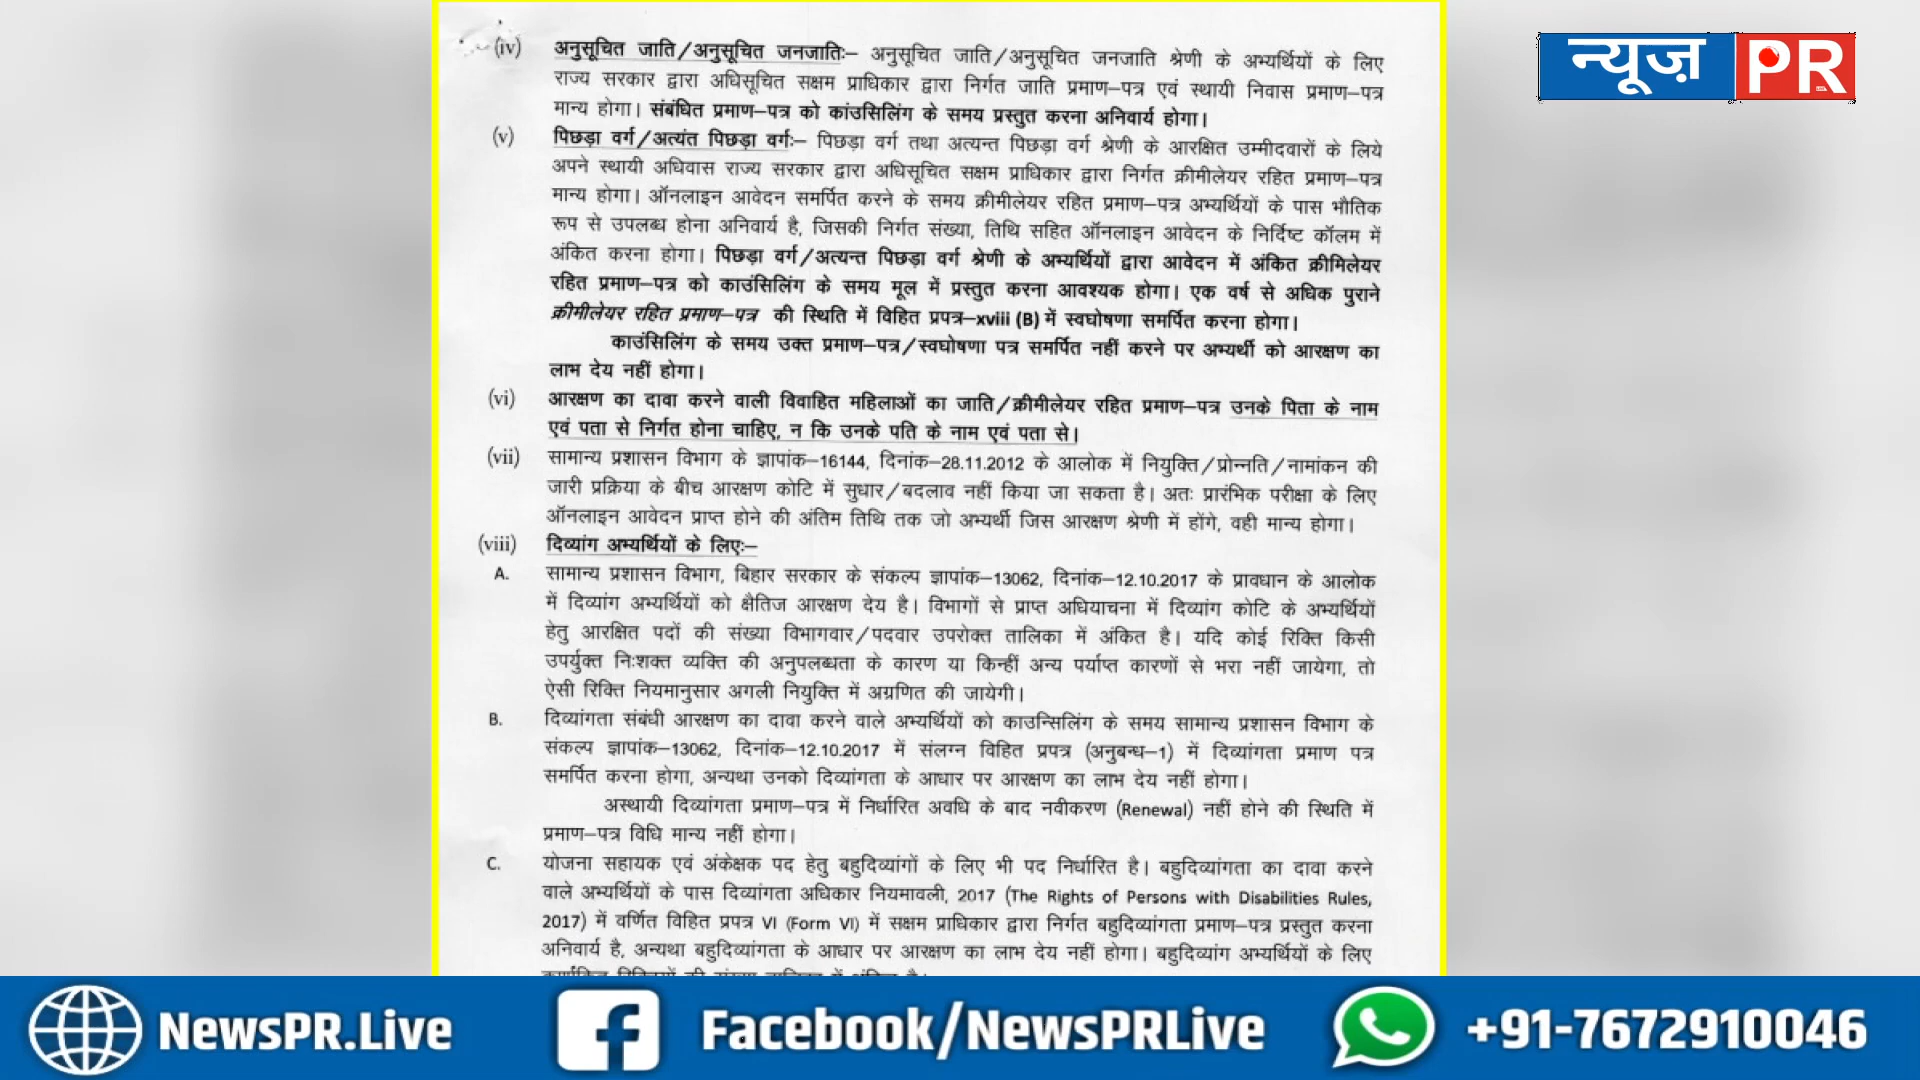 न्यूज़ PR
(iv) अनुसूचित जाति/अनुसूचित जनजातिः– अनुसूचित जाति/अनुसूचित जनजाति श्रेणी के अभ्यर्थियों के लिए
राज्य सरकार द्वारा अधिसूचित सक्षम प्राधिकार द्वारा निर्गत जाति प्रमाण–पत्र एवं स्थायी निवास प्रमाण–पत्र
मान्य होगा। संबंधित प्रमाण–पत्र को कांउसिलिंग के समय प्रस्तुत करना अनिवार्य होगा।
(v) पिछड़ा वर्ग/अत्यंत पिछड़ा वर्गः– पिछड़ा वर्ग तथा अत्यन्त पिछड़ा वर्ग श्रेणी के आरक्षित उम्मीदवारों के लिये
अपने स्थायी अधिवास राज्य सरकार द्वारा अधिसूचित सक्षम प्राधिकार द्वारा निर्गत क्रीमीलेयर रहित प्रमाण–पत्र
मान्य होगा। ऑनलाइन आवेदन समर्पित करने के समय क्रीमीलेयर रहित प्रमाण–पत्र अभ्यर्थियों के पास भौतिक
रूप से उपलब्ध होना अनिवार्य है, जिसकी निर्गत संख्या, तिथि सहित ऑनलाइन आवेदन के निर्दिष्ट कॉलम में
अंकित करना होगा। पिछड़ा वर्ग/अत्यन्त पिछड़ा वर्ग श्रेणी के अभ्यर्थियों द्वारा आवेदन में अंकित क्रीमिलेयर
रहित प्रमाण–पत्र को काउंसिलिंग के समय मूल में प्रस्तुत करना आवश्यक होगा। एक वर्ष से अधिक पुराने
क्रीमीलेयर रहित प्रमाण–पत्र की स्थिति में विहित प्रपत्र–xviii (B) में स्वघोषणा समर्पित करना होगा।
काउंसिलिंग के समय उक्त प्रमाण–पत्र/स्वघोषणा पत्र समर्पित नहीं करने पर अभ्यर्थी को आरक्षण का
लाभ देय नहीं होगा।
(vi) आरक्षण का दावा करने वाली विवाहित महिलाओं का जाति/क्रीमीलेयर रहित प्रमाण–पत्र उनके पिता के नाम
एवं पता से निर्गत होना चाहिए, न कि उनके पति के नाम एवं पता से।
(vii) सामान्य प्रशासन विभाग के ज्ञापांक–16144, दिनांक–28.11.2012 के आलोक में नियुक्ति/प्रोन्नति/नामांकन की
जारी प्रक्रिया के बीच आरक्षण कोटि में सुधार/बदलाव नहीं किया जा सकता है। अतः प्रारंभिक परीक्षा के लिए
ऑनलाइन आवेदन प्राप्त होने की अंतिम तिथि तक जो अभ्यर्थी जिस आरक्षण श्रेणी में होंगे, वही मान्य होगा।
(viii) दिव्यांग अभ्यर्थियों के लिएः–
A. सामान्य प्रशासन विभाग, बिहार सरकार के संकल्प ज्ञापांक–13062, दिनांक–12.10.2017 के प्रावधान के आलोक
में दिव्यांग अभ्यर्थियों को क्षैतिज आरक्षण देय है। विभागों से प्राप्त अधियाचना में दिव्यांग कोटि के अभ्यर्थियों
हेतु आरक्षित पदों की संख्या विभागवार/पदवार उपरोक्त तालिका में अंकित है। यदि कोई रिक्ति किसी
उपर्युक्त निःशक्त व्यक्ति की अनुपलब्धता के कारण या किन्हीं अन्य पर्याप्त कारणों से भरा नहीं जायेगा, तो
ऐसी रिक्ति नियमानुसार अगली नियुक्ति में अग्रणित की जायेगी।
B. दिव्यांगता संबंधी आरक्षण का दावा करने वाले अभ्यर्थियों को काउन्सिलिंग के समय सामान्य प्रशासन विभाग के
संकल्प ज्ञापांक–13062, दिनांक–12.10.2017 में संलग्न विहित प्रपत्र (अनुबन्ध–1) में दिव्यांगता प्रमाण पत्र
समर्पित करना होगा, अन्यथा उनको दिव्यांगता के आधार पर आरक्षण का लाभ देय नहीं होगा।
अस्थायी दिव्यांगता प्रमाण–पत्र में निर्धारित अवधि के बाद नवीकरण (Renewal) नहीं होने की स्थिति में
प्रमाण–पत्र विधि मान्य नहीं होगा।
C. योजना सहायक एवं अंकेक्षक पद हेतु बहुदिव्यांगों के लिए भी पद निर्धारित है। बहुदिव्यांगता का दावा करने
वाले अभ्यर्थियों के पास दिव्यांगता अधिकार नियमावली, 2017 (The Rights of Persons with Disabilities Rules,
2017) में वर्णित विहित प्रपत्र VI (Form VI) में सक्षम प्राधिकार द्वारा निर्गत बहुदिव्यांगता प्रमाण–पत्र प्रस्तुत करना
अनिवार्य है, अन्यथा बहुदिव्यांगता के आधार पर आरक्षण का लाभ देय नहीं होगा। बहुदिव्यांग अभ्यर्थियों के लिए
NewsPR.Live Facebook/NewsPRLive +91-7672910046